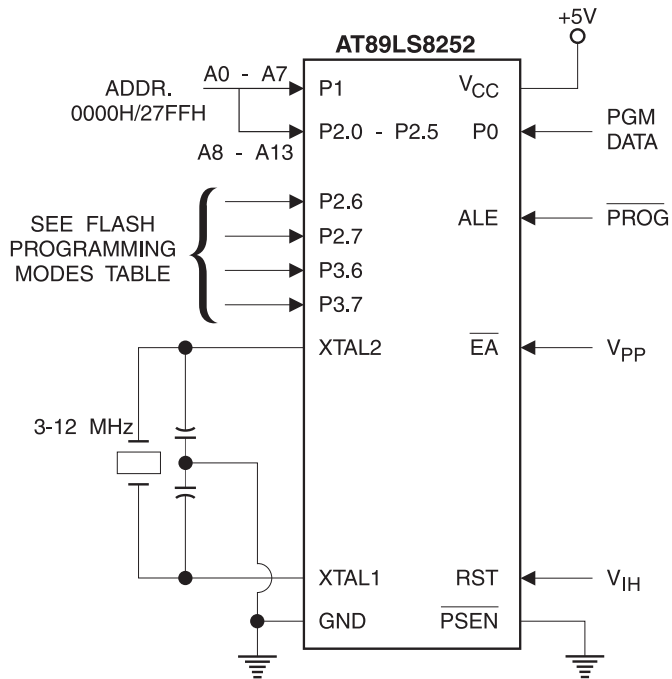 +5V
AT89LS8252
A0 - A7
ADDR.
0000H/27FFH
P1
VCC
P2.0 - P2.5
P0
PGM
DATA
A8 - A13
P2.6
SEE FLASH
PROGRAMMING
MODES TABLE
P2.7
P3.6
P3.7
ALE
PROG
XTAL2
EA
VPP
3-12 MHz
XTAL1
RST
VIH
GND
PSEN